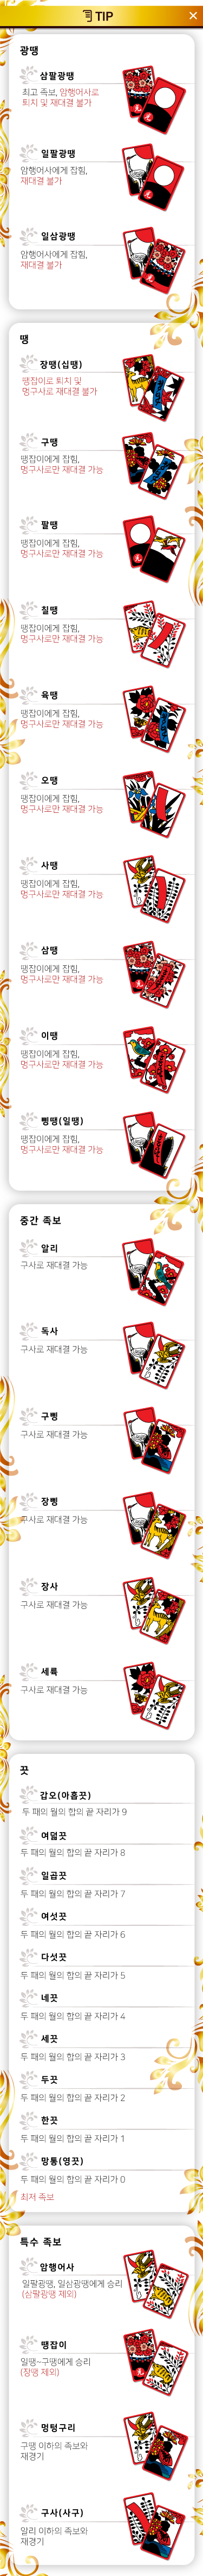 TIP
광땡
삼팔광땡
최고 족보, 암행어사로
퇴치 및 재대결 불가
일팔광땡
암행어사에게 잡힘,
재대결 불가
일삼광땡
암행어사에게 잡힘,
재대결 불가
땡
장땡(십땡)
땡잡이로 퇴치 및
멍구사로 재대결 불가
구땡
땡잡이에게 잡힘,
멍구사로만 재대결 가능
팔땡
땡잡이에게 잡힘,
멍구사로만 재대결 가능
칠땡
땡잡이에게 잡힘,
멍구사로만 재대결 가능
육땡
땡잡이에게 잡힘,
멍구사로만 재대결 가능
오땡
땡잡이에게 잡힘,
멍구사로만 재대결 가능
사땡
땡잡이에게 잡힘,
멍구사로만 재대결 가능
삼땡
땡잡이에게 잡힘,
멍구사로만 재대결 가능
이땡
땡잡이에게 잡힘,
멍구사로만 재대결 가능
삥땡(일땡)
땡잡이에게 잡힘,
멍구사로만 재대결 가능
중간 족보
알리
구사로 재대결 가능
독사
구사로 재대결 가능
구삥
구사로 재대결 가능
장삥
구사로 재대결 가능
장사
구사로 재대결 가능
세륙
구사로 재대결 가능
끗
갑오(아홉끗)
두 패의 월의 합의 끝 자리가 9
여덟끗
두 패의 월의 합의 끝 자리가 8
일곱끗
두 패의 월의 합의 끝 자리가 7
여섯끗
두 패의 월의 합의 끝 자리가 6
다섯끗
두 패의 월의 합의 끝 자리가 5
네끗
두 패의 월의 합의 끝 자리가 4
세끗
두 패의 월의 합의 끝 자리가 3
두끗
두 패의 월의 합의 끝 자리가 2
한끗
두 패의 월의 합의 끝 자리가 1
망통(영끗)
두 패의 월의 합의 끝 자리가 0
최저 족보
특수 족보
암행어사
일팔광땡, 일삼광땡에게 승리
(삼팔광땡 제외)
땡잡이
일땡~구땡에게 승리
(장땡 제외)
멍텅구리
구땡 이하의 족보와
재경기
구사(사구)
알리 이하의 족보와
재경기